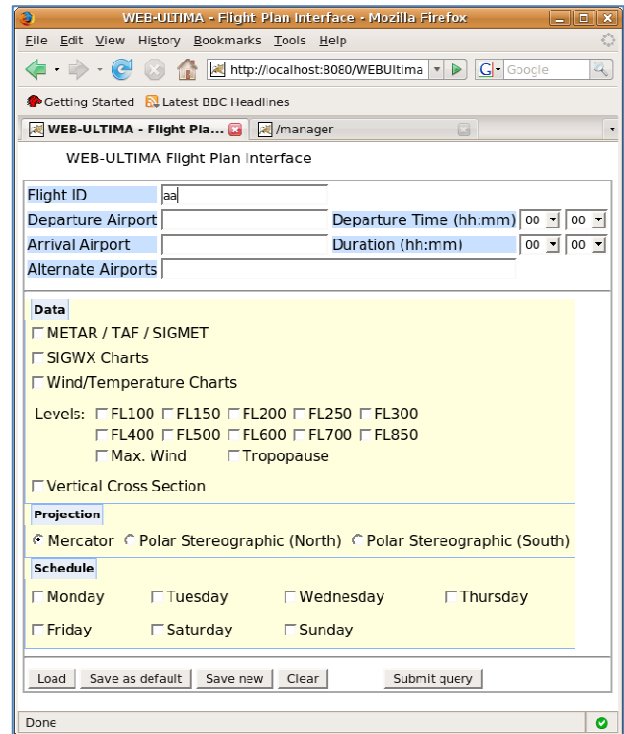 WEB-ULTIMA - Flight Plan Interface - Mozilla Firefox
File Edit View History Bookmarks Tools Help
http://localhost:8080/WEBUltima G Google
Getting Started Latest BBC Headlines
WEB-ULTIMA - Flight Pla... /manager
WEB-ULTIMA Flight Plan Interface
Flight ID aa
Departure Airport Departure Time (hh:mm) 00 00
Arrival Airport Duration (hh:mm) 00 00
Alternate Airports
Data
METAR / TAF / SIGMET
SIGWX Charts
Wind/Temperature Charts
Levels: FL100 FL150 FL200 FL250 FL300
FL400 FL500 FL600 FL700 FL850
Max. Wind Tropopause
Vertical Cross Section
Projection
Mercator Polar Stereographic (North) Polar Stereographic (South)
Schedule
Monday Tuesday Wednesday Thursday
Friday Saturday Sunday
Load Save as default Save new Clear Submit query
Done